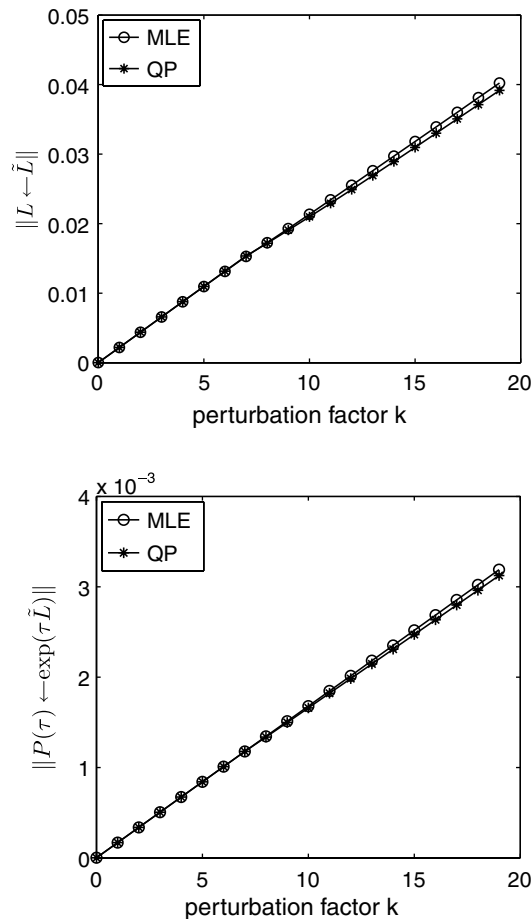 0.05
MLE
QP
0.04
0.03
0.02
0.01
0
‖L ← L̃‖
0 5 10 15 20
perturbation factor k
x 10⁻³
4
MLE
QP
3
2
1
0
‖P(τ) ← exp(τL̃)‖
0 5 10 15 20
perturbation factor k